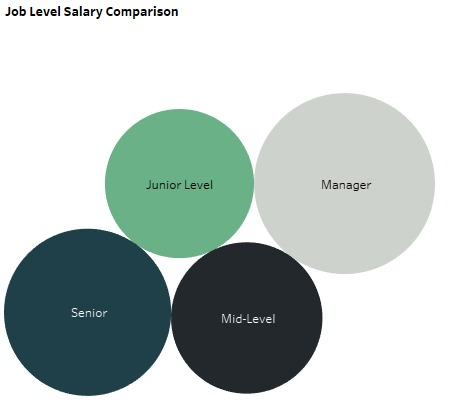 Job Level Salary Comparison
Junior Level
Manager
Senior
Mid-Level